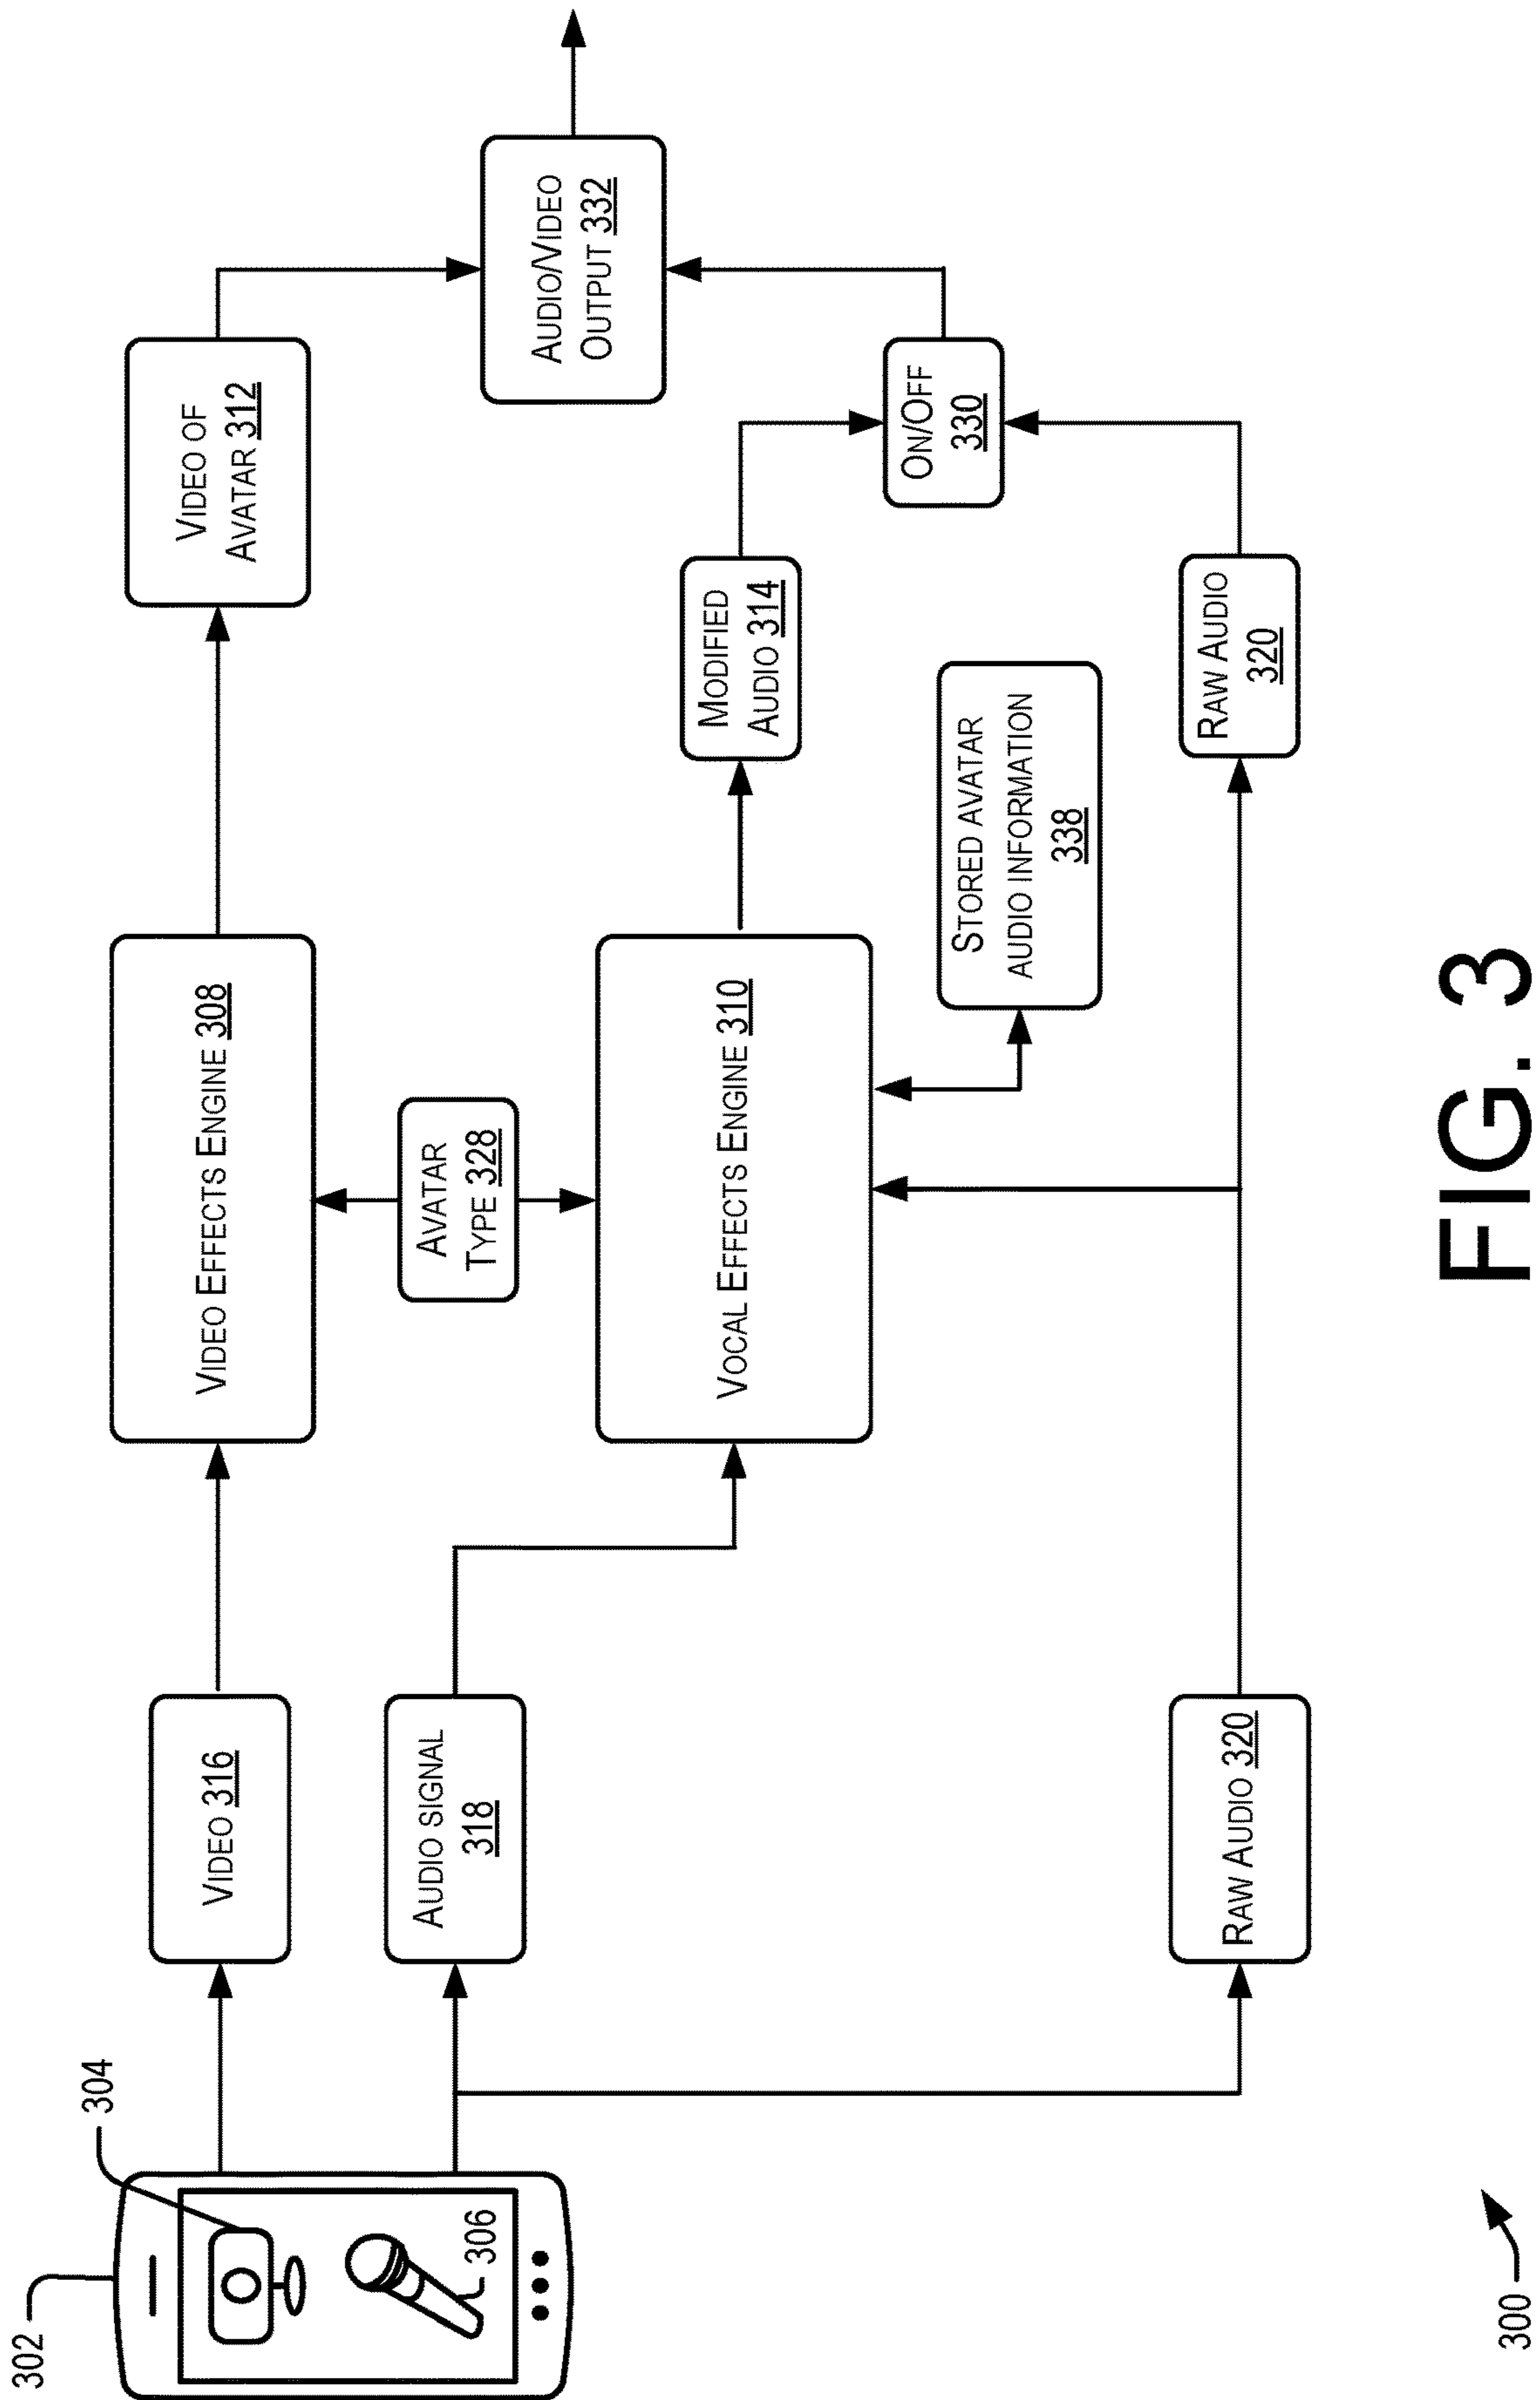 302
304
306
VIDEO 316
AUDIO SIGNAL
318
RAW AUDIO 320
VIDEO EFFECTS ENGINE 308
AVATAR
TYPE 328
VOCAL EFFECTS ENGINE 310
STORED AVATAR
AUDIO INFORMATION
338
VIDEO OF
AVATAR 312
MODIFIED
AUDIO 314
RAW AUDIO
320
ON/OFF
330
AUDIO/VIDEO
OUTPUT 332
300
FIG. 3